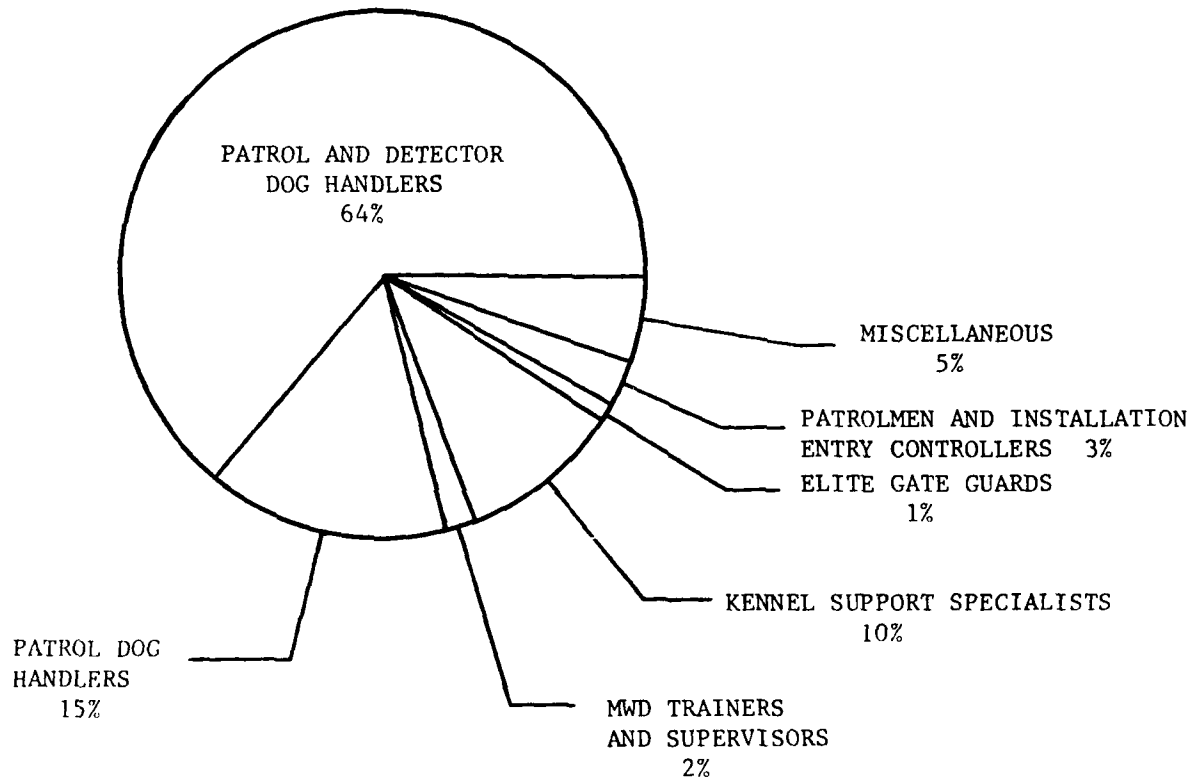 PATROL AND DETECTOR
DOG HANDLERS
64%
MISCELLANEOUS
5%
PATROLMEN AND INSTALLATION
ENTRY CONTROLLERS 3%
ELITE GATE GUARDS
1%
KENNEL SUPPORT SPECIALISTS
10%
MWD TRAINERS
AND SUPERVISORS
2%
PATROL DOG
HANDLERS
15%